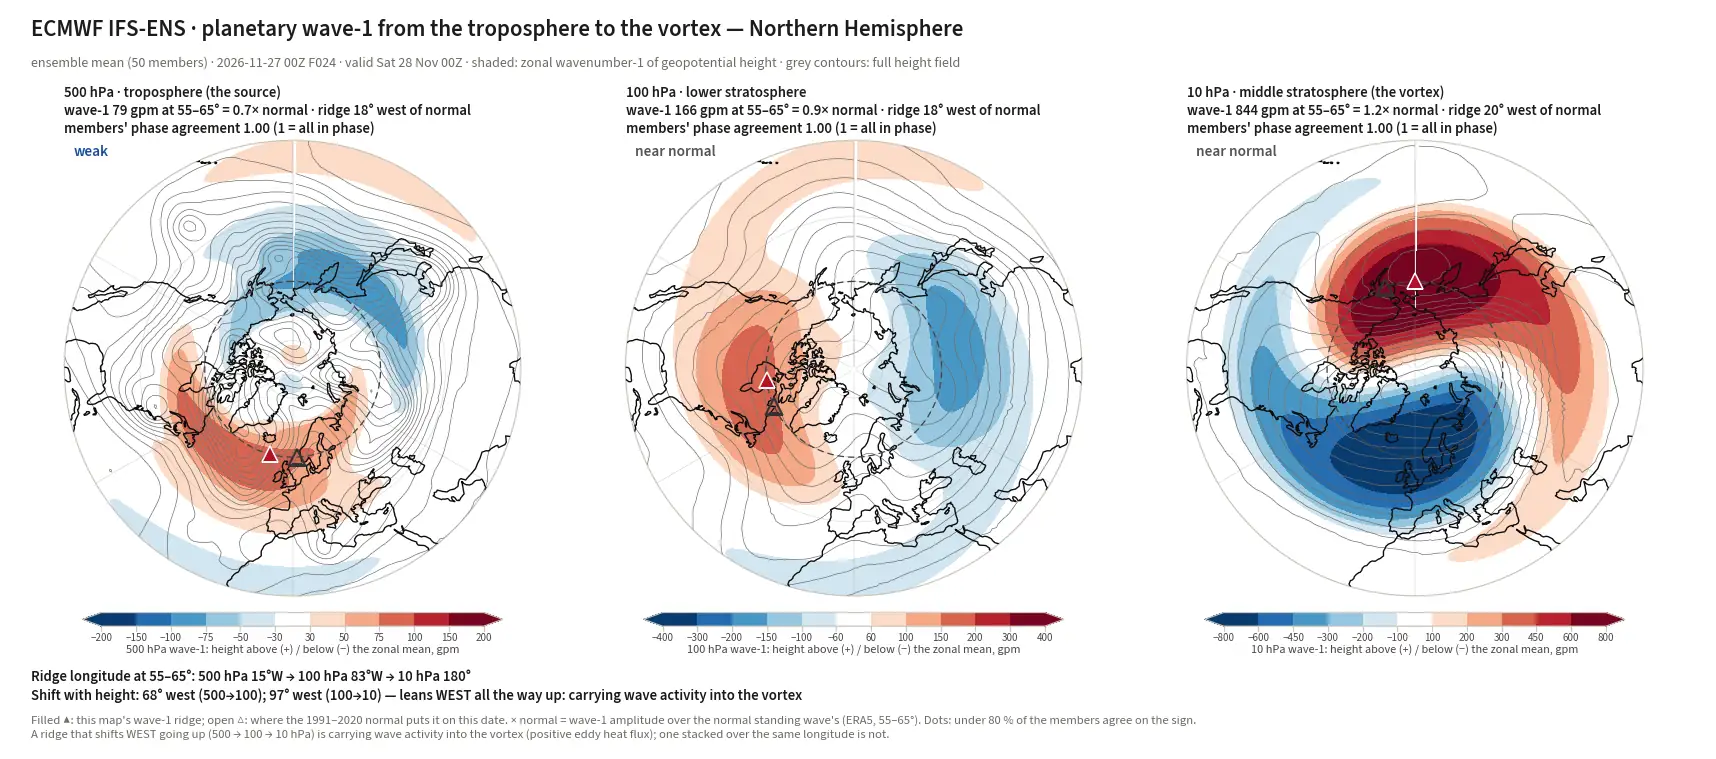 ECMWF IFS-ENS · planetary wave-1 from the troposphere to the vortex — Northern Hemisphere
ensemble mean (50 members) · 2026-11-27 00Z F024 · valid Sat 28 Nov 00Z · shaded: zonal wavenumber-1 of geopotential height · grey contours: full height field
500 hPa · troposphere (the source)
wave-1 79 gpm at 55–65° = 0.7× normal · ridge 18° west of normal
members' phase agreement 1.00 (1 = all in phase)
weak
100 hPa · lower stratosphere
wave-1 166 gpm at 55–65° = 0.9× normal · ridge 18° west of normal
members' phase agreement 1.00 (1 = all in phase)
near normal
10 hPa · middle stratosphere (the vortex)
wave-1 844 gpm at 55–65° = 1.2× normal · ridge 20° west of normal
members' phase agreement 1.00 (1 = all in phase)
near normal
−200 −150 −100 −75 −50 −30 30 50 75 100 150 200
500 hPa wave-1: height above (+) / below (−) the zonal mean, gpm
−400 −300 −200 −150 −100 −60 60 100 150 200 300 400
100 hPa wave-1: height above (+) / below (−) the zonal mean, gpm
−800 −600 −450 −300 −200 −100 100 200 300 450 600 800
10 hPa wave-1: height above (+) / below (−) the zonal mean, gpm
Ridge longitude at 55–65°: 500 hPa 15°W → 100 hPa 83°W → 10 hPa 180°
Shift with height: 68° west (500→100); 97° west (100→10) — leans WEST all the way up: carrying wave activity into the vortex
Filled ▲: this map's wave-1 ridge; open △: where the 1991–2020 normal puts it on this date. × normal = wave-1 amplitude over the normal standing wave's (ERA5, 55–65°). Dots: under 80 % of the members agree on the sign.
A ridge that shifts WEST going up (500 → 100 → 10 hPa) is carrying wave activity into the vortex (positive eddy heat flux); one stacked over the same longitude is not.